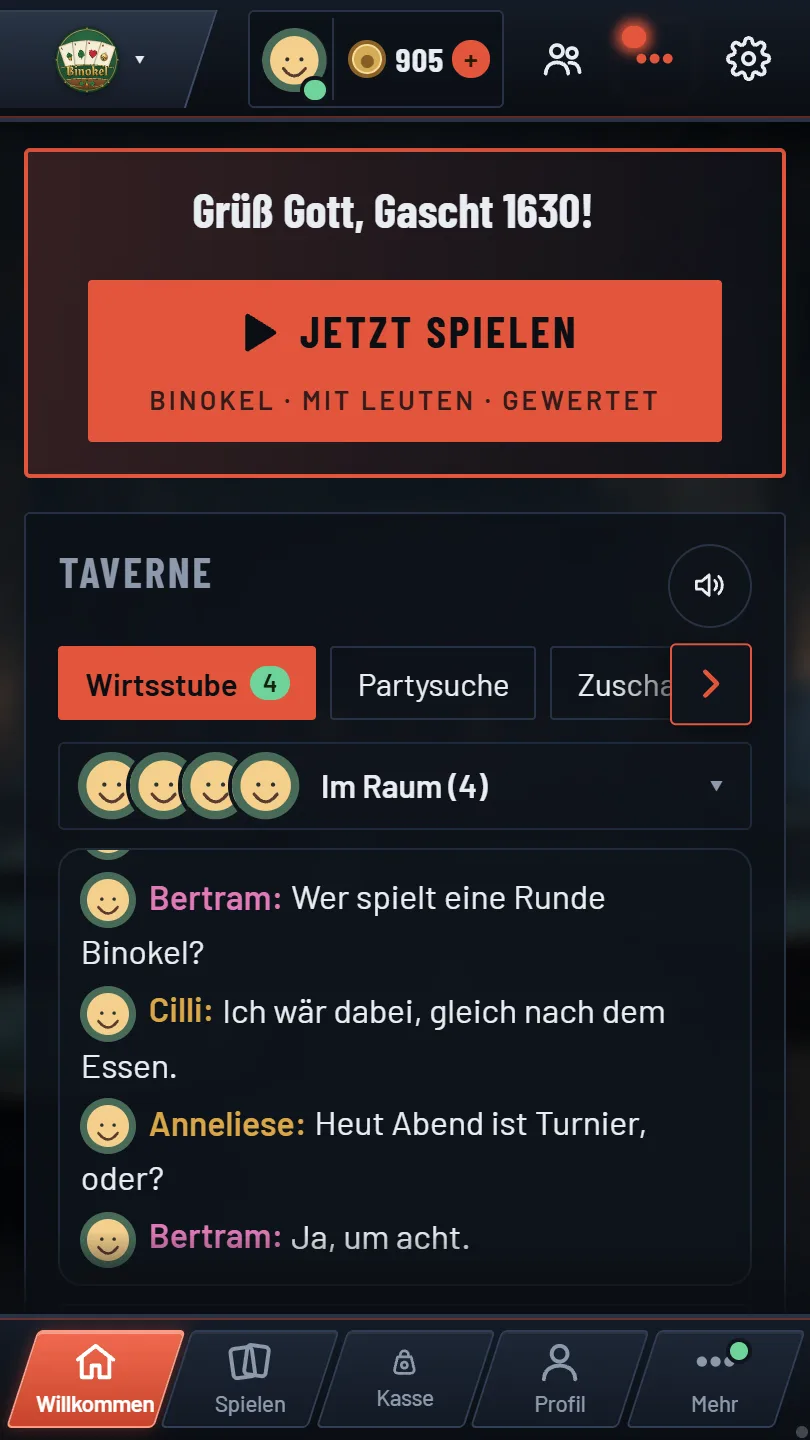 Binokel
905
+
Grüß Gott, Gascht 1630!
JETZT SPIELEN
BINOKEL · MIT LEUTEN · GEWERTET
TAVERNE
Wirtsstube 4
Partysuche
Zuscha
Im Raum (4)
Bertram: Wer spielt eine Runde
Binokel?
Cilli: Ich wär dabei, gleich nach dem
Essen.
Anneliese: Heut Abend ist Turnier,
oder?
Bertram: Ja, um acht.
Willkommen
Spielen
Kasse
Profil
Mehr